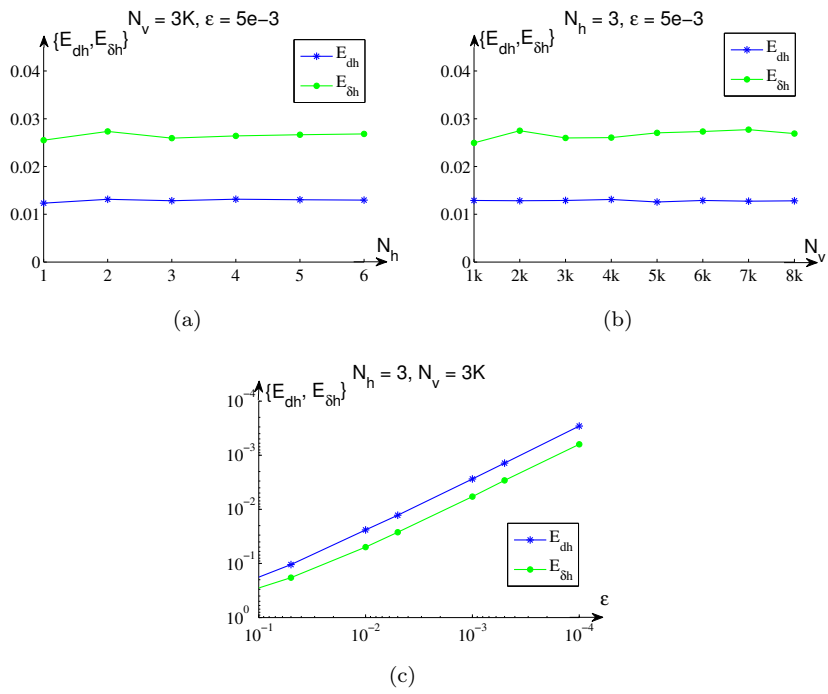 N_v = 3K, ε = 5e−3
{E_dh,E_δh}
E_dh
E_δh
0.04
0.03
0.02
0.01
0
1 2 3 4 5 6
N_h
(a)
N_h = 3, ε = 5e−3
{E_dh,E_δh}
E_dh
E_δh
0.04
0.03
0.02
0.01
0
1k 2k 3k 4k 5k 6k 7k 8k
N_v
(b)
N_h = 3, N_v = 3K
{E_dh, E_δh}
10^−4
10^−3
10^−2
10^−1
10^0
E_dh
E_δh
ε
10^−1 10^−2 10^−3 10^−4
(c)